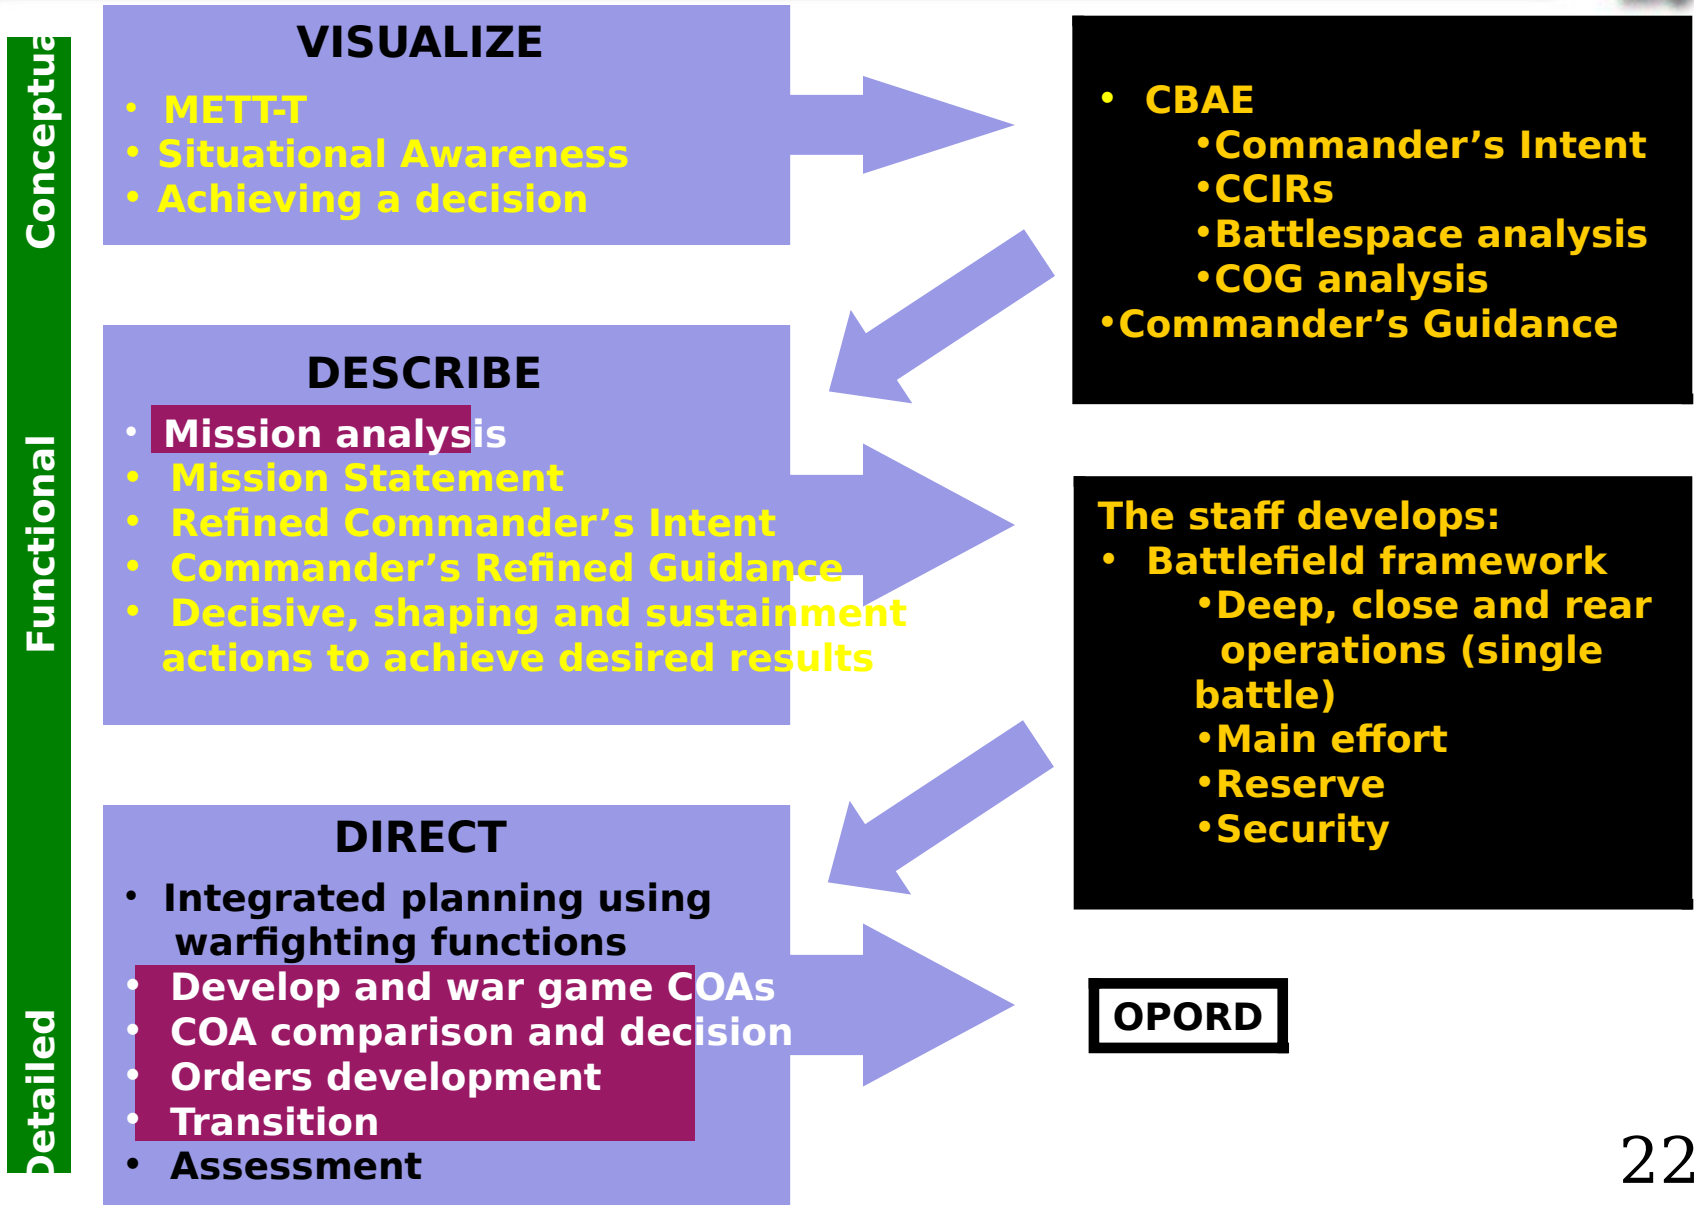 Conceptua
VISUALIZE
• METT-T
• Situational Awareness
• Achieving a decision
• CBAE
•Commander’s Intent
•CCIRs
•Battlespace analysis
•COG analysis
•Commander’s Guidance
Functional
DESCRIBE
• Mission analysis
• Mission Statement
• Refined Commander’s Intent
• Commander’s Refined Guidance
• Decisive, shaping and sustainment
actions to achieve desired results
The staff develops:
• Battlefield framework
•Deep, close and rear
operations (single
battle)
•Main effort
•Reserve
•Security
Detailed
DIRECT
• Integrated planning using
warfighting functions
• Develop and war game COAs
• COA comparison and decision
• Orders development
• Transition
• Assessment
OPORD
22